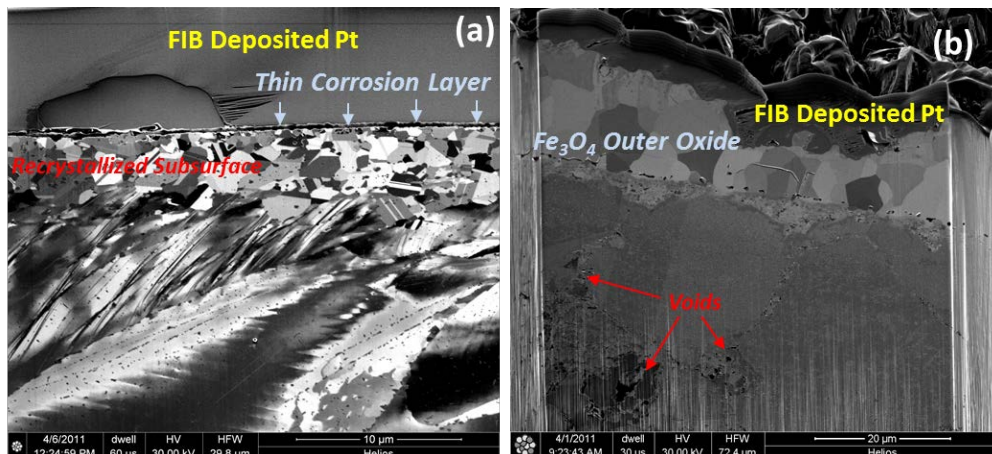 FIB Deposited Pt
(a)
Thin Corrosion Layer
Recrystallized Subsurface
4/6/2011 dwell HV HFW 10 µm
12:24:59 PM 60 µs 30.00 kV 29.8 µm Helios
(b)
FIB Deposited Pt
Fe₃O₄ Outer Oxide
Voids
4/1/2011 dwell HV HFW 20 µm
9:23:43 AM 30 µs 30.00 kV 72.4 µm Helios